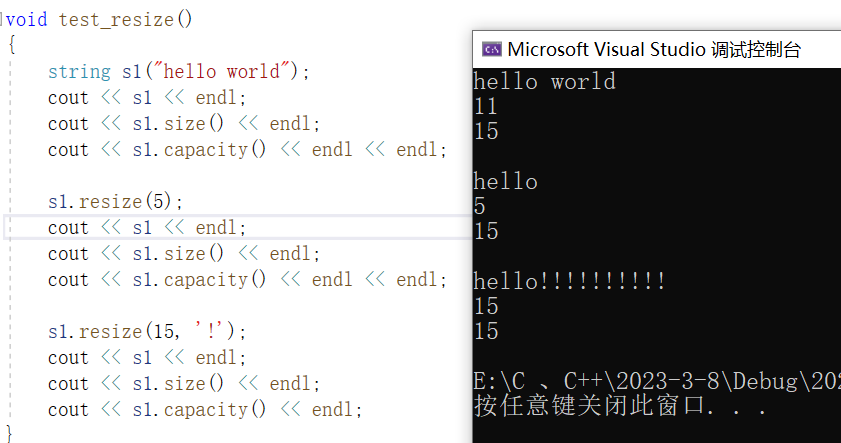 void test_resize()
{
string s1("hello world");
cout << s1 << endl;
cout << s1.size() << endl;
cout << s1.capacity() << endl << endl;
s1.resize(5);
cout << s1 << endl;
cout << s1.size() << endl;
cout << s1.capacity() << endl << endl;
s1.resize(15, '!');
cout << s1 << endl;
cout << s1.size() << endl;
cout << s1.capacity() << endl;
}
Microsoft Visual Studio 调试控制台
hello world
11
15
hello
5
15
hello!!!!!!!!!!
15
15
E:\C 、C++\2023-3-8\Debug\202
按任意键关闭此窗口. . .